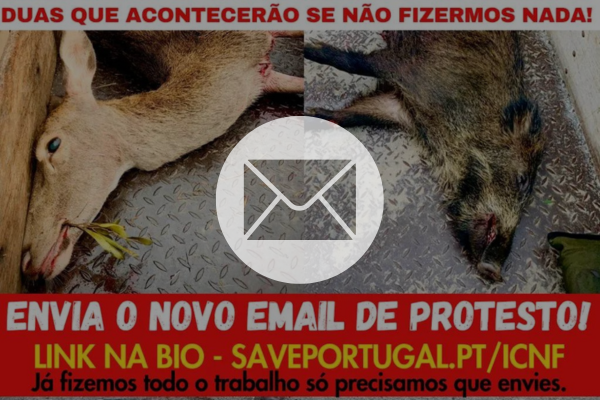 DUAS QUE ACONTECERÃO SE NÃO FIZERMOS NADA!
ENVIA O NOVO EMAIL DE PROTESTO!
LINK NA BIO - SAVEPORTUGAL.PT/ICNF
Já fizemos todo o trabalho só precisamos que envies.